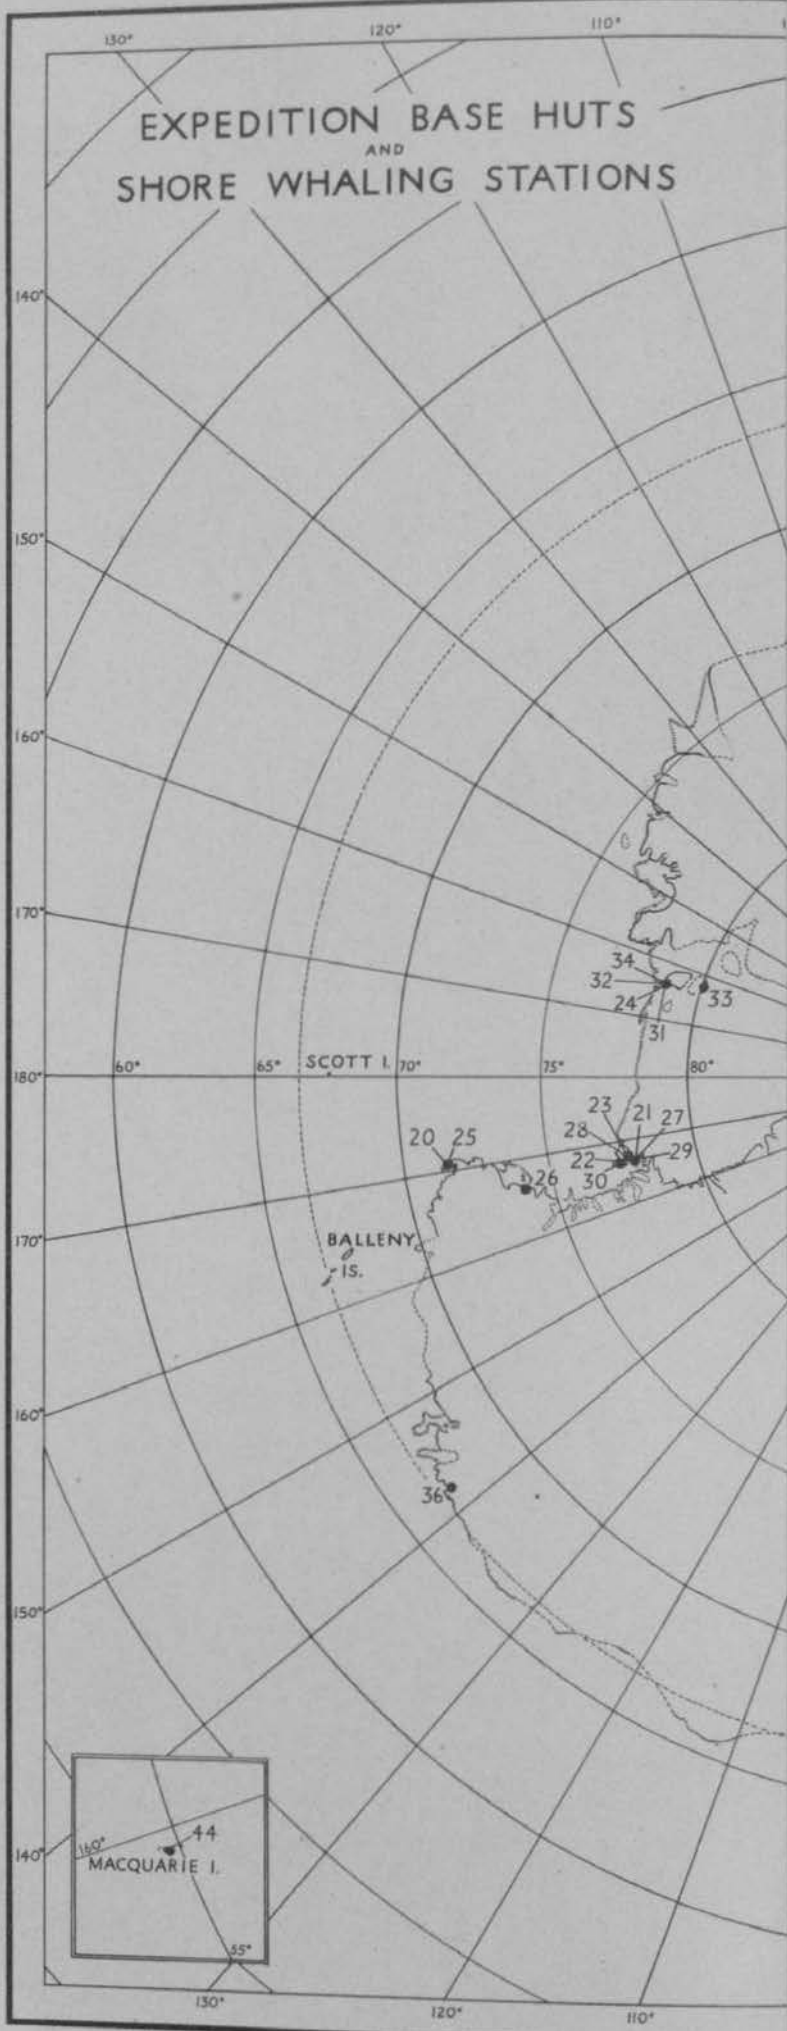 130° 120° 110°
EXPEDITION BASE HUTS
AND
SHORE WHALING STATIONS
140°
150°
160°
170°
34
32
24
33
31
SCOTT I.
60° 65° 70° 75° 80°
180°
23 21 27
28
20 25
22 29
26 30
170°
BALLENY
IS.
160°
36
150°
44
160°
MACQUARIE I.
140°
55°
130° 120° 110°